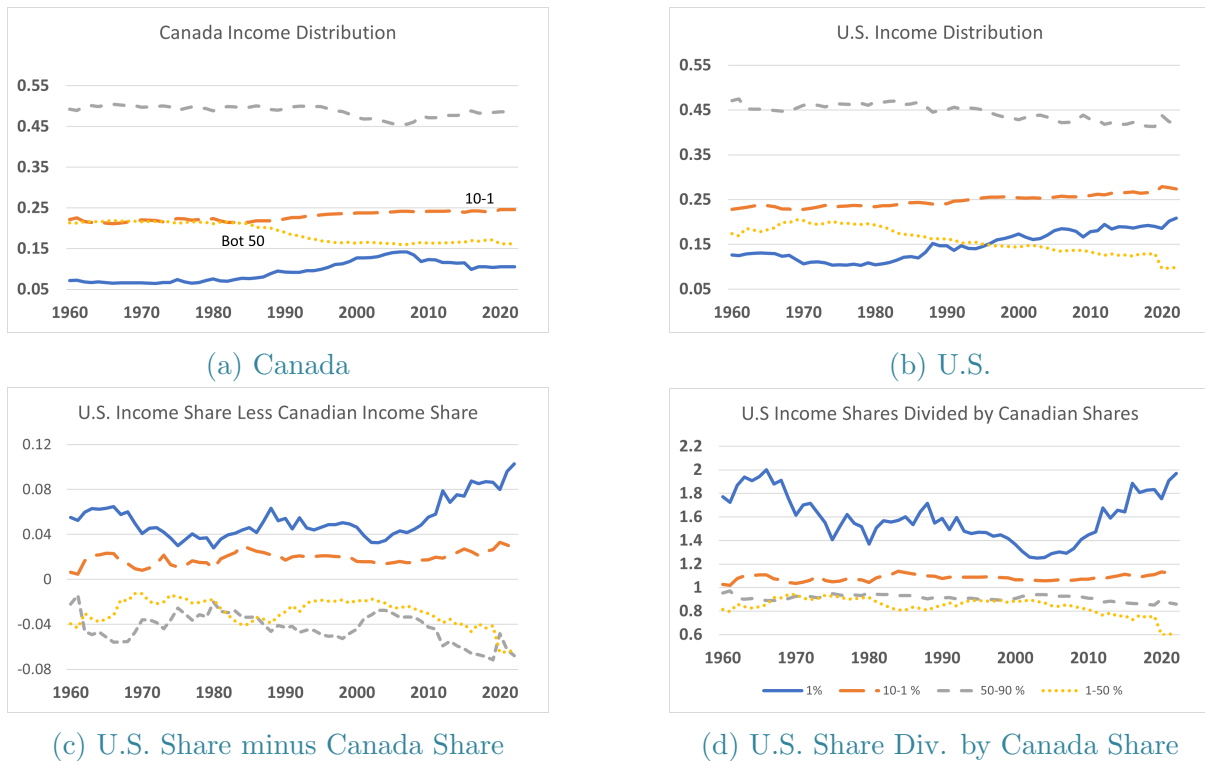 Canada Income Distribution
0.55
0.45
0.35
0.25
0.15
0.05
10-1
Bot 50
1960 1970 1980 1990 2000 2010 2020
(a) Canada
U.S. Income Distribution
0.55
0.45
0.35
0.25
0.15
0.05
1960 1970 1980 1990 2000 2010 2020
(b) U.S.
U.S. Income Share Less Canadian Income Share
0.12
0.08
0.04
0
-0.04
-0.08
1960 1970 1980 1990 2000 2010 2020
(c) U.S. Share minus Canada Share
U.S Income Shares Divided by Canadian Shares
2.2
2
1.8
1.6
1.4
1.2
1
0.8
0.6
1960 1970 1980 1990 2000 2010 2020
1% 10-1 % 50-90 % 1-50 %
(d) U.S. Share Div. by Canada Share